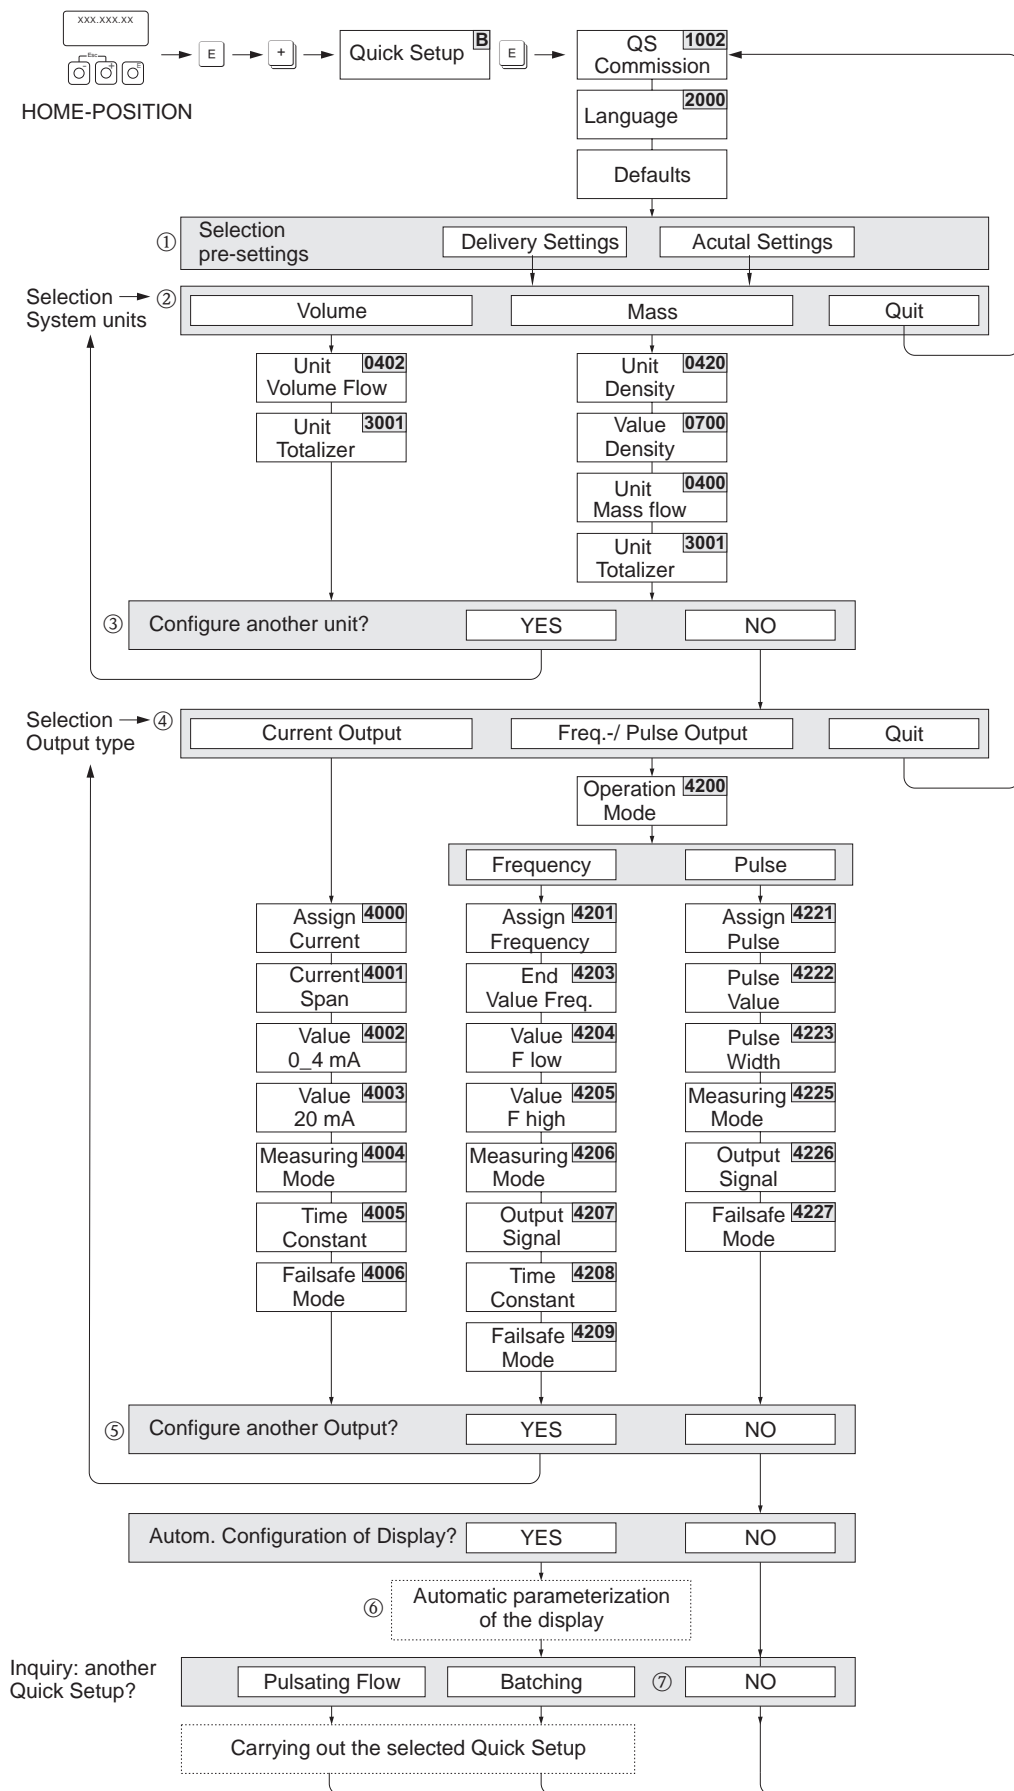 XXX.XXX.XX
Esc
- + E
E
+
Quick Setup B
E
QS 1002
Commission
HOME-POSITION
Language 2000
Defaults
① Selection
pre-settings
Delivery Settings
Acutal Settings
Selection
System units
② Volume
Mass
Quit
Unit 0402
Volume Flow
Unit 3001
Totalizer
Unit 0420
Density
Value 0700
Density
Unit 0400
Mass flow
Unit 3001
Totalizer
③ Configure another unit?
YES
NO
Selection
Output type
④ Current Output
Freq.-/ Pulse Output
Quit
Operation 4200
Mode
Frequency
Pulse
Assign 4000
Current
Current 4001
Span
Value 4002
0_4 mA
Value 4003
20 mA
Measuring 4004
Mode
Time 4005
Constant
Failsafe 4006
Mode
Assign 4201
Frequency
End 4203
Value Freq.
Value 4204
F low
Value 4205
F high
Measuring 4206
Mode
Output 4207
Signal
Time 4208
Constant
Failsafe 4209
Mode
Assign 4221
Pulse
Pulse 4222
Value
Pulse 4223
Width
Measuring 4225
Mode
Output 4226
Signal
Failsafe 4227
Mode
⑤ Configure another Output?
YES
NO
Autom. Configuration of Display?
YES
NO
⑥ Automatic parameterization
of the display
Inquiry: another
Quick Setup?
Pulsating Flow
Batching
⑦ NO
Carrying out the selected Quick Setup